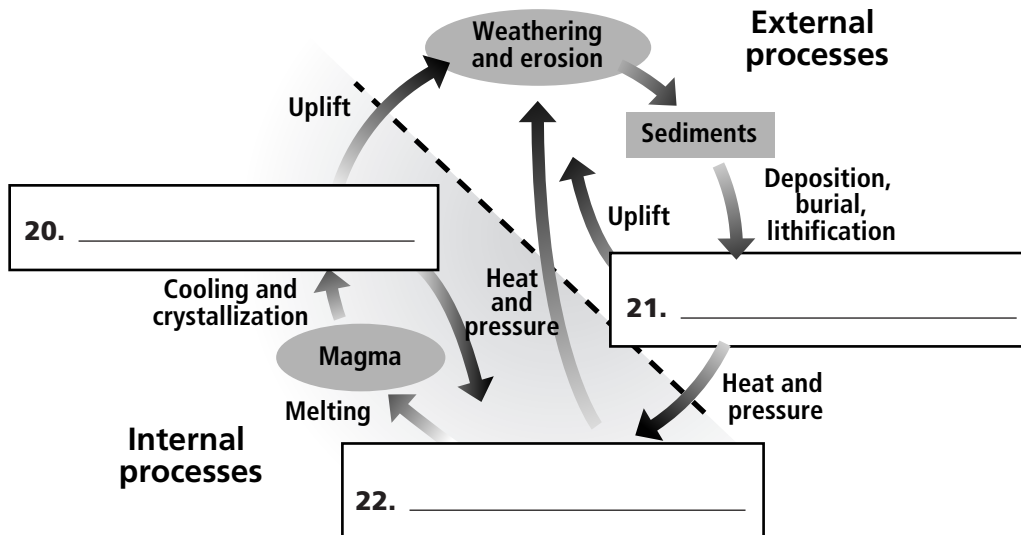 Weathering
and erosion
External
processes
Uplift
Sediments
Deposition,
burial,
lithification
20.
Uplift
Cooling and
crystallization
Heat
and
pressure
21.
Magma
Heat and
pressure
Melting
Internal
processes
22.